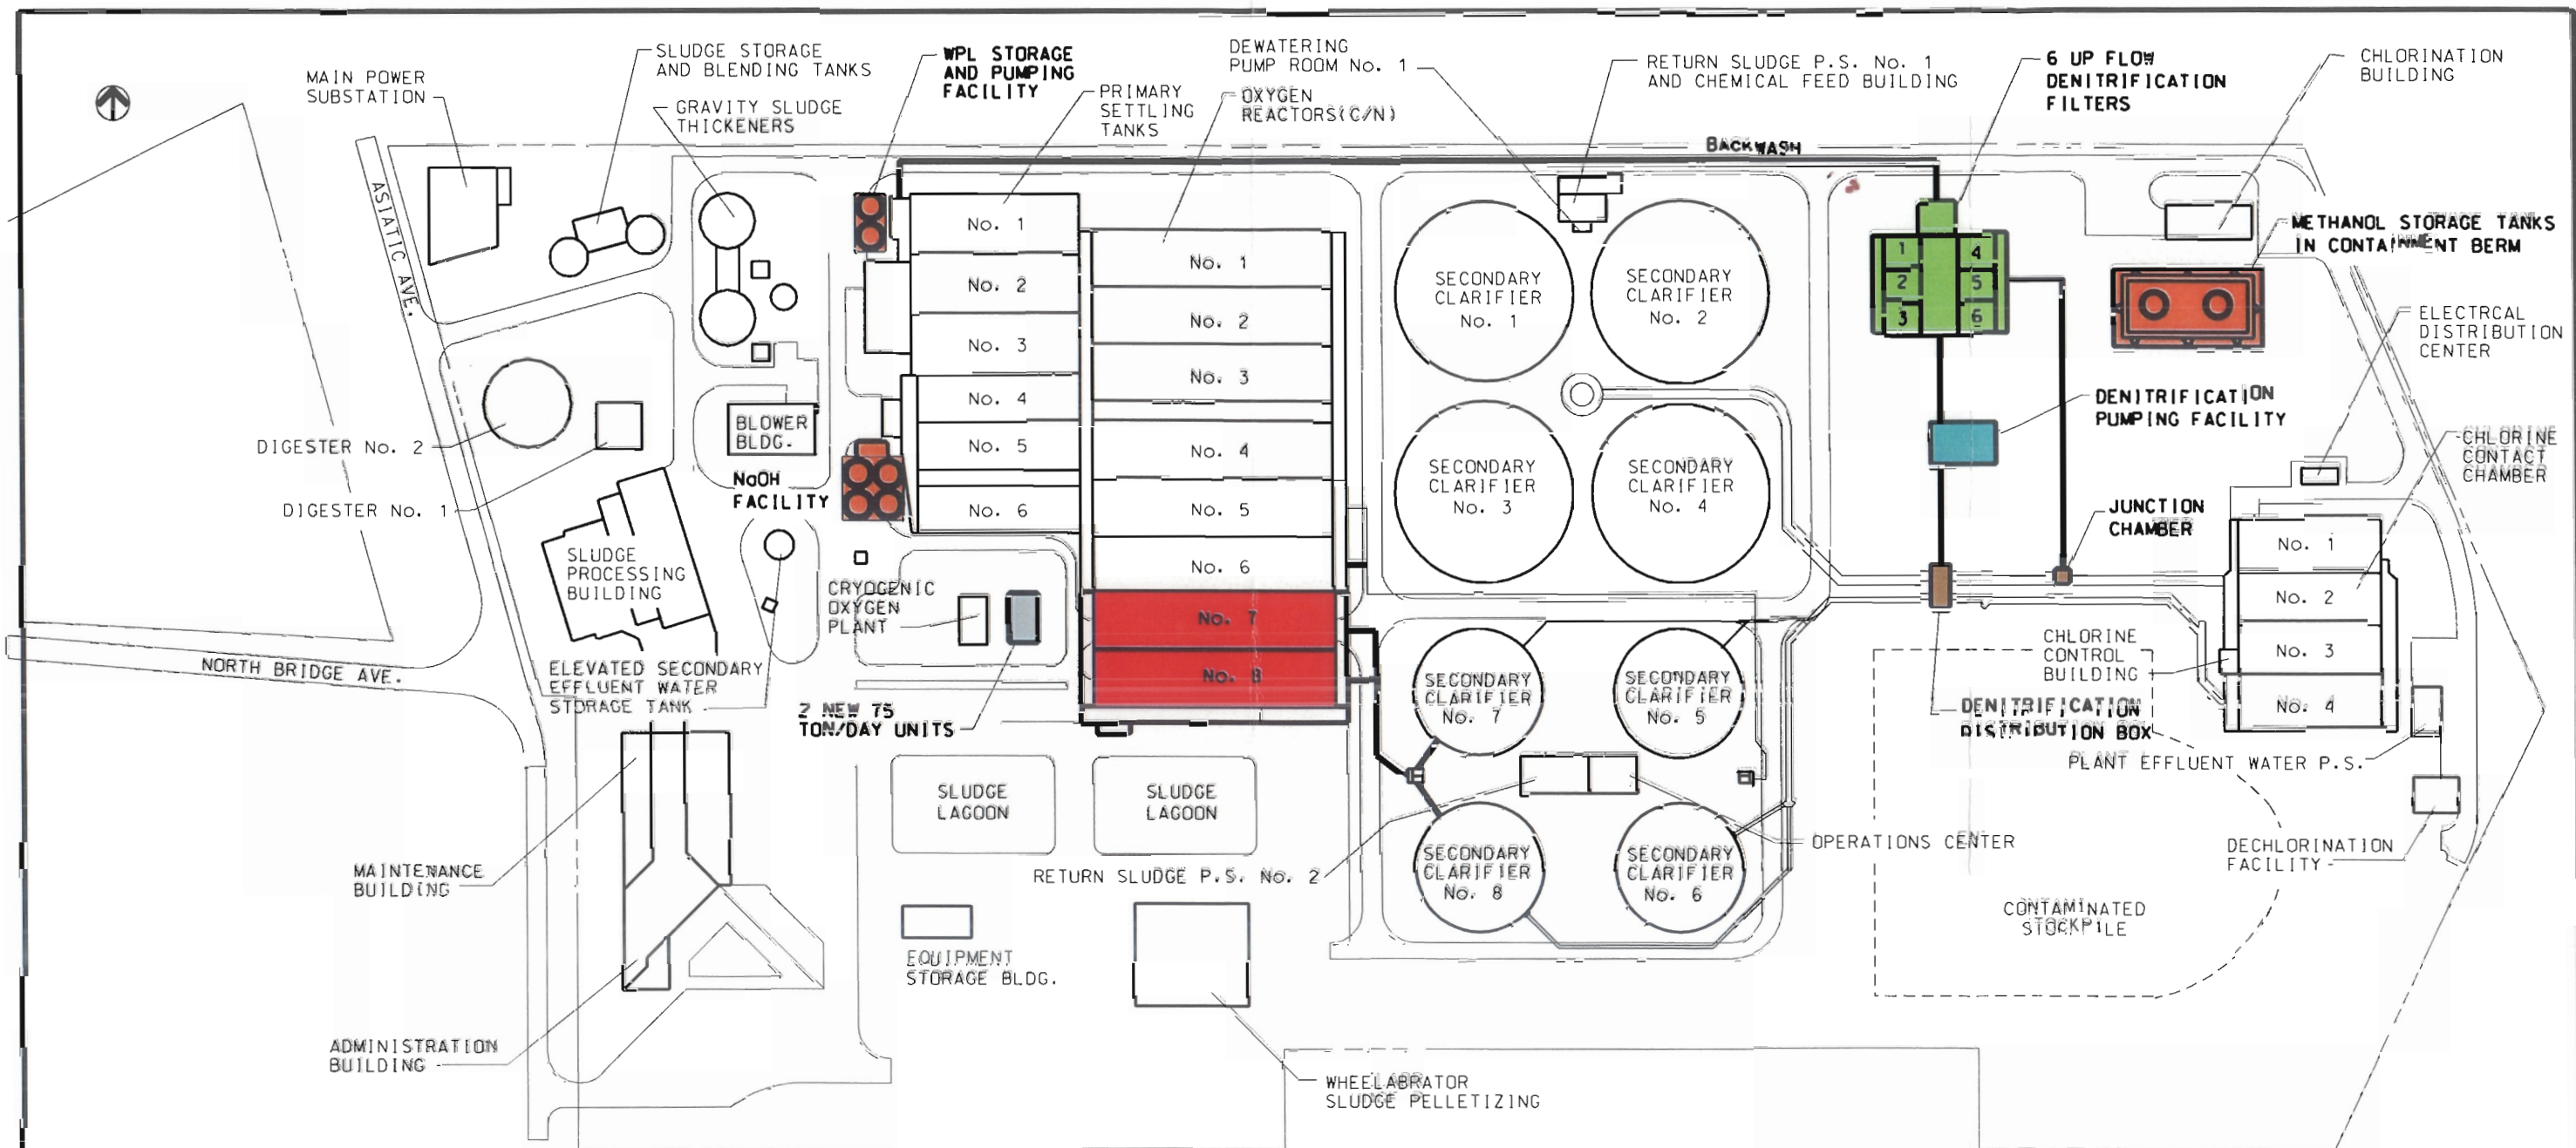 MAIN POWER
SUBSTATION
SLUDGE STORAGE
AND BLENDING TANKS
GRAVITY SLUDGE
THICKENERS
WPL STORAGE
AND PUMPING
FACILITY
PRIMARY
SETTLING
TANKS
DEWATERING
PUMP ROOM No. 1
OXYGEN
REACTORS(C/N)
RETURN SLUDGE P.S. No. 1
AND CHEMICAL FEED BUILDING
6 UP FLOW
DENITRIFICATION
FILTERS
CHLORINATION
BUILDING
BACKWASH
ASIATIC AVE.
No. 1
No. 2
No. 3
No. 4
No. 5
No. 6
No. 1
No. 2
No. 3
No. 4
No. 5
No. 6
No. 7
No. 8
SECONDARY
CLARIFIER
No. 1
SECONDARY
CLARIFIER
No. 2
SECONDARY
CLARIFIER
No. 3
SECONDARY
CLARIFIER
No. 4
1
2
3
4
5
6
METHANOL STORAGE TANKS
IN CONTAINMENT BERM
ELECTRCAL
DISTRIBUTION
CENTER
DENITRIFICATION
PUMPING FACILITY
CHLORINE
CONTACT
CHAMBER
JUNCTION
CHAMBER
DIGESTER No. 2
DIGESTER No. 1
BLOWER
BLDG.
NaOH
FACILITY
SLUDGE
PROCESSING
BUILDING
CRYOGENIC
OXYGEN
PLANT
NORTH BRIDGE AVE.
ELEVATED SECONDARY
EFFLUENT WATER
STORAGE TANK
2 NEW 75
TON/DAY UNITS
SECONDARY
CLARIFIER
No. 7
SECONDARY
CLARIFIER
No. 5
SECONDARY
CLARIFIER
No. 8
SECONDARY
CLARIFIER
No. 6
No. 1
No. 2
No. 3
No. 4
CHLORINE
CONTROL
BUILDING
DENITRIFICATION
DISTRIBUTION BOX
PLANT EFFLUENT WATER P.S.
SLUDGE
LAGOON
SLUDGE
LAGOON
RETURN SLUDGE P.S. No. 2
OPERATIONS CENTER
DECHLORINATION
FACILITY
MAINTENANCE
BUILDING
EQUIPMENT
STORAGE BLDG.
CONTAMINATED
STOCKPILE
ADMINISTRATION
BUILDING
WHEELABRATOR
SLUDGE PELLETIZING